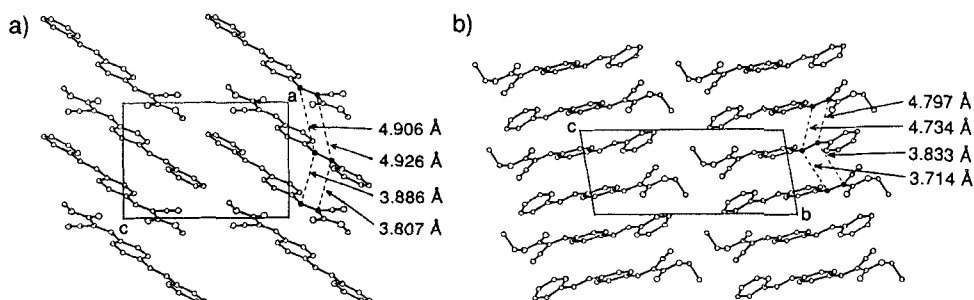 a)
a
4.906 Å
4.926 Å
3.886 Å
3.807 Å
c
b)
c
4.797 Å
4.734 Å
3.833 Å
3.714 Å
b